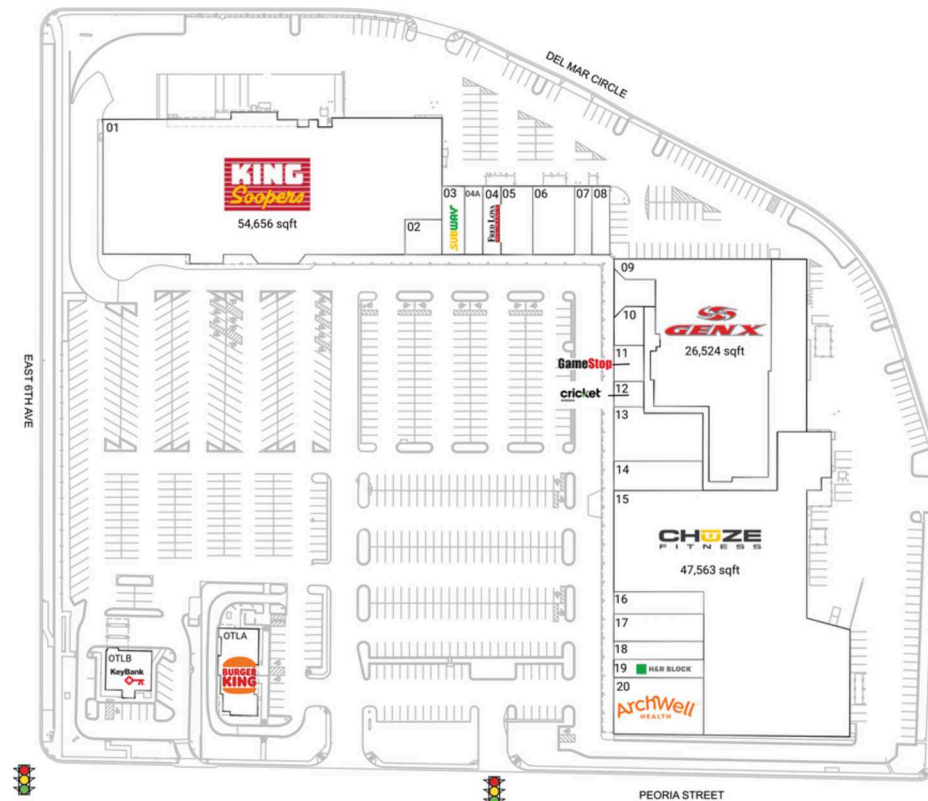 DEL MAR CIRCLE
01
KING
Soopers
54,656 sqft
02
03
SUBWAY
04A
04
FRED LOYA
05
06
07
08
09
GENX
26,524 sqft
10
11
GameStop
12
cricket
13
14
15
CHUZE
FITNESS
47,563 sqft
16
17
18
19
H&R BLOCK
20
ArchWell
HEALTH
EAST 6TH AVE
OTLB
KeyBank
OTLA
BURGER
KING
PEORIA STREET